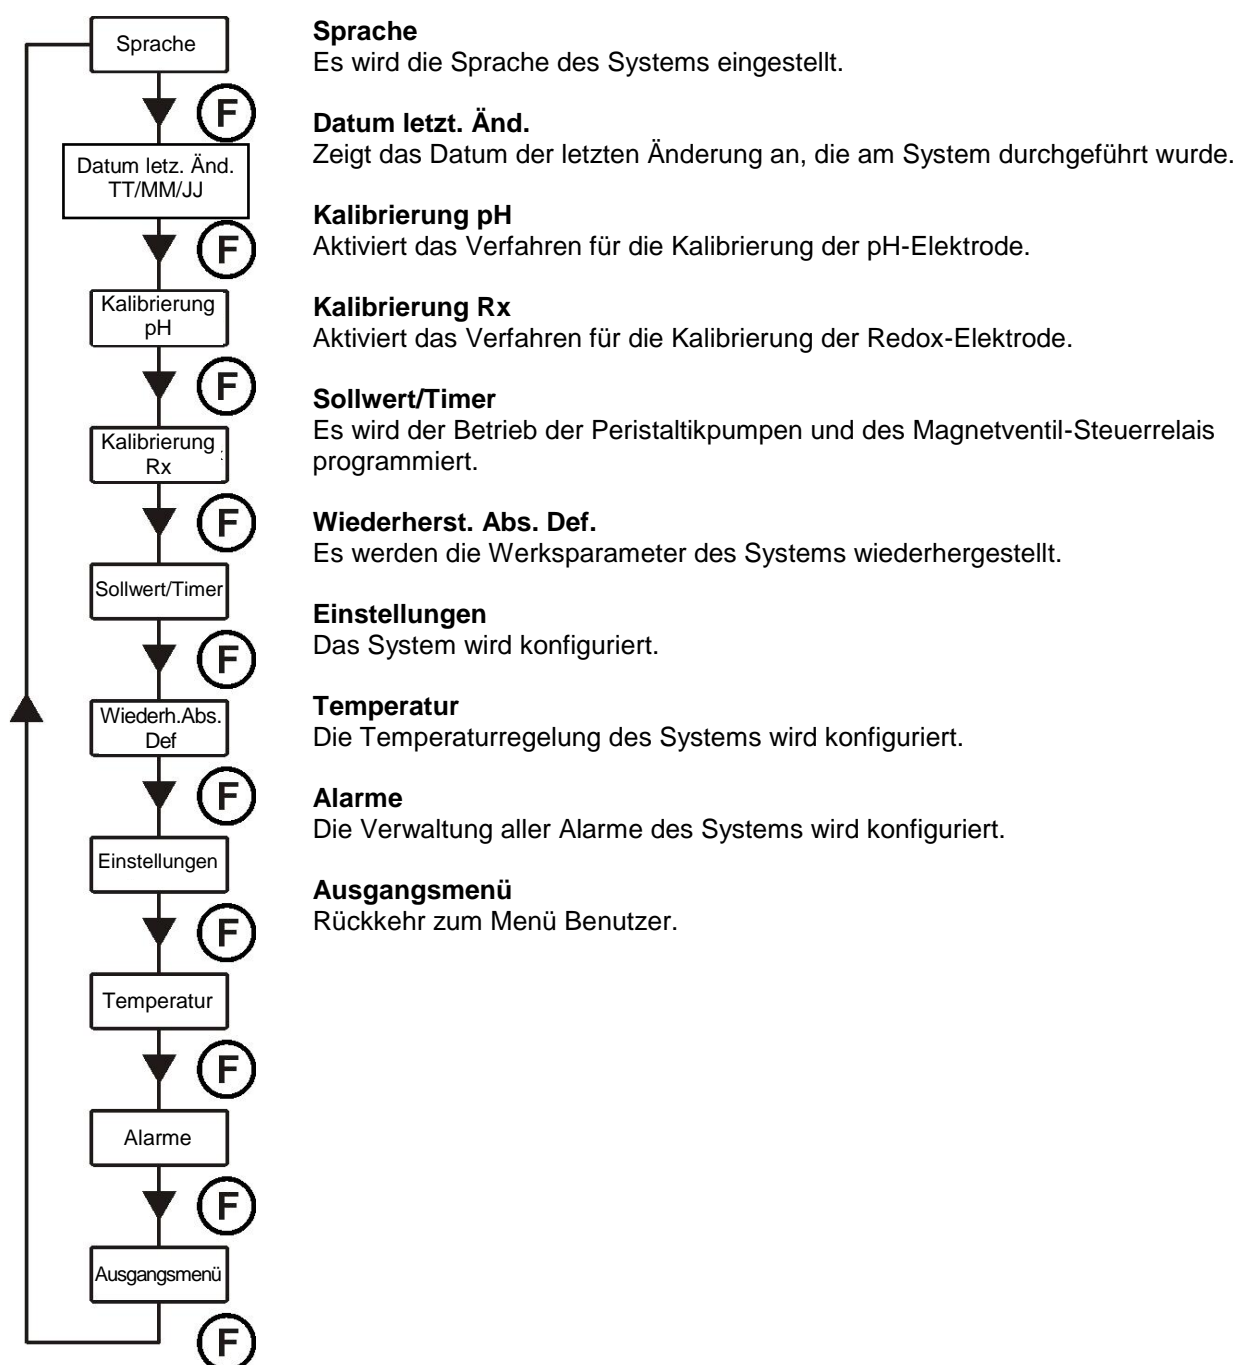 Sprache
F
Datum letz. Änd.
TT/MM/JJ
F
Kalibrierung
pH
F
Kalibrierung
Rx
F
Sollwert/Timer
F
Wiederh.Abs.
Def
F
Einstellungen
F
Temperatur
F
Alarme
F
Ausgangsmenü
F
Sprache
Es wird die Sprache des Systems eingestellt.
Datum letzt. Änd.
Zeigt das Datum der letzten Änderung an, die am System durchgeführt wurde.
Kalibrierung pH
Aktiviert das Verfahren für die Kalibrierung der pH-Elektrode.
Kalibrierung Rx
Aktiviert das Verfahren für die Kalibrierung der Redox-Elektrode.
Sollwert/Timer
Es wird der Betrieb der Peristaltikpumpen und des Magnetventil-Steuerrelais
programmiert.
Wiederherst. Abs. Def.
Es werden die Werksparameter des Systems wiederhergestellt.
Einstellungen
Das System wird konfiguriert.
Temperatur
Die Temperaturregelung des Systems wird konfiguriert.
Alarme
Die Verwaltung aller Alarme des Systems wird konfiguriert.
Ausgangsmenü
Rückkehr zum Menü Benutzer.